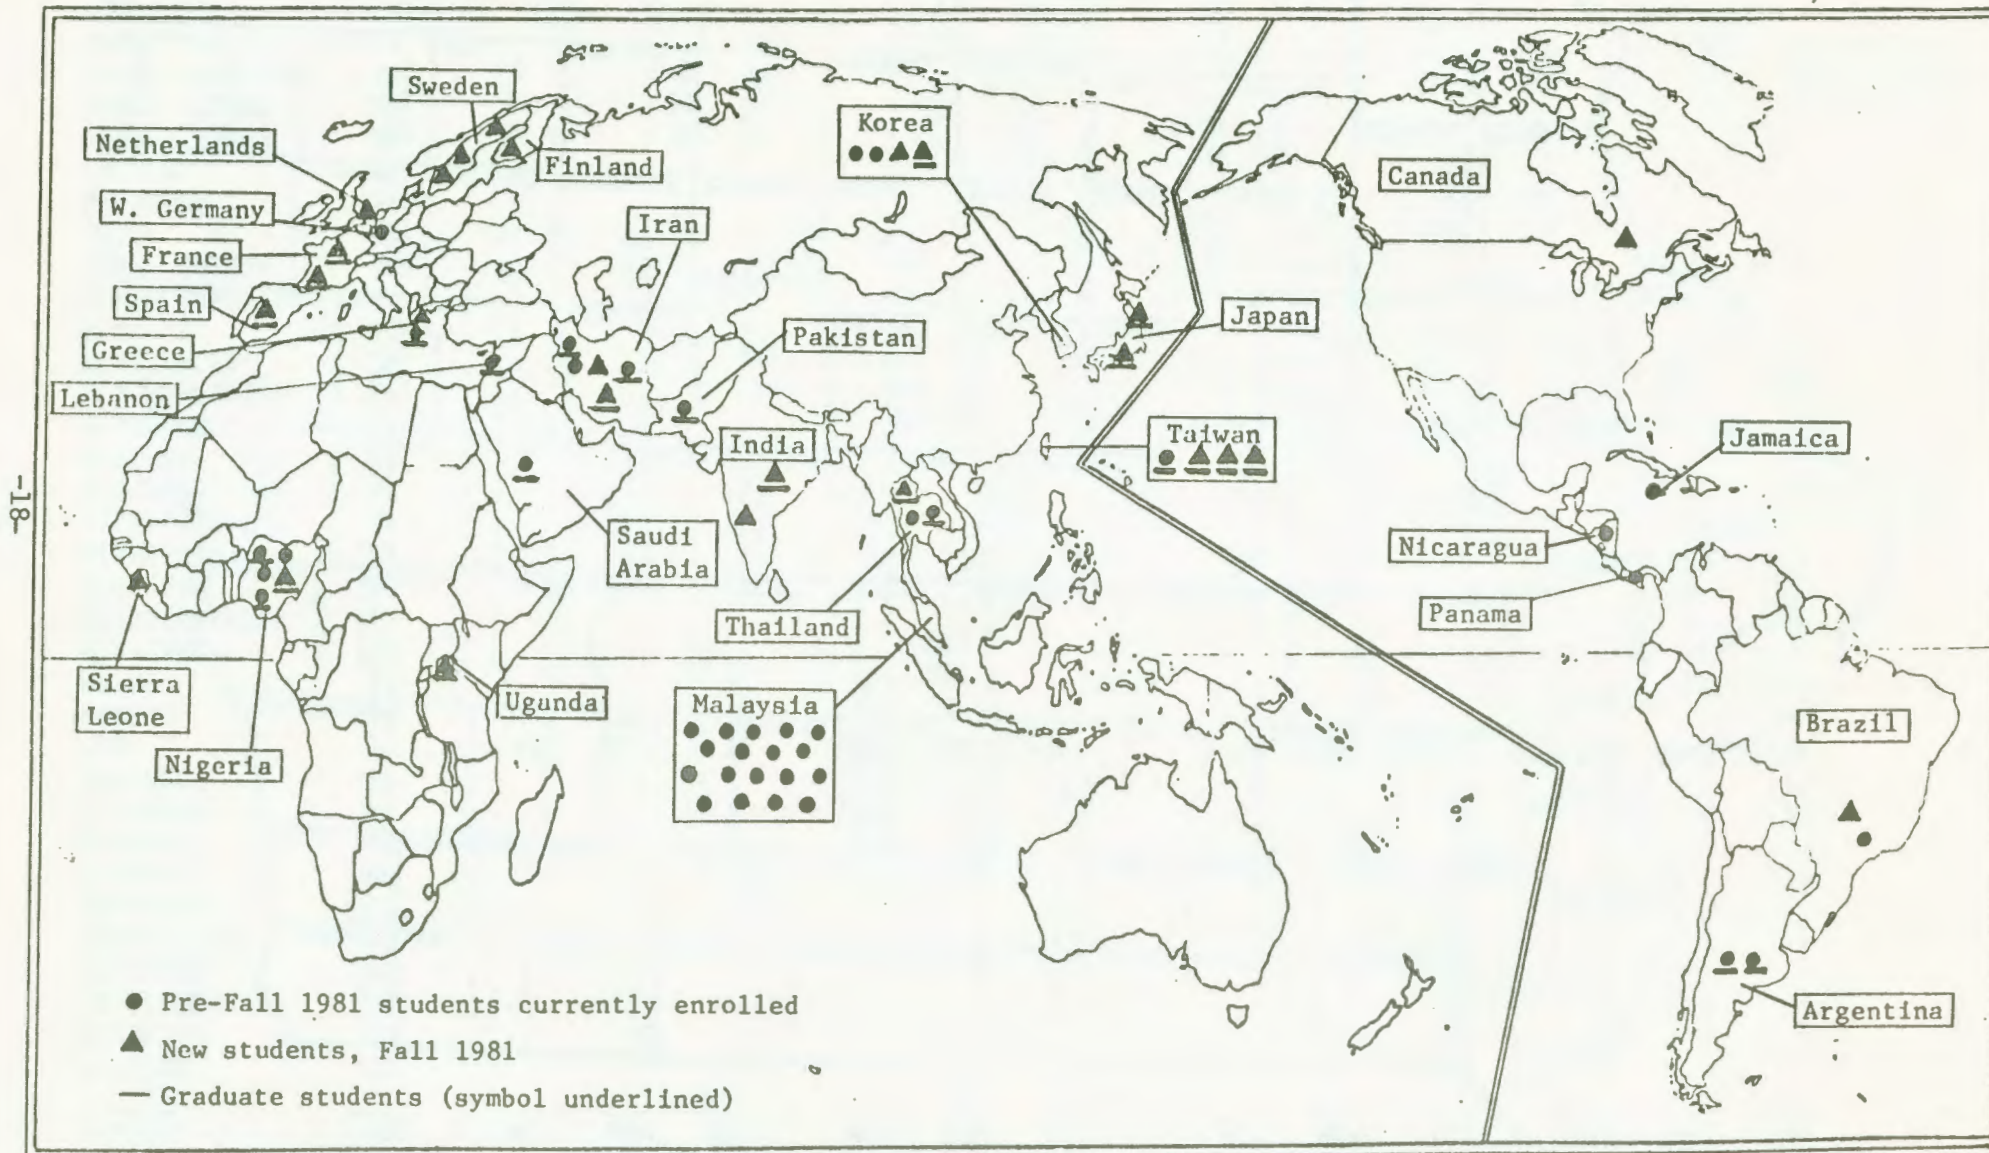 -18-
Sweden
Netherlands
Finland
Korea
Canada
W. Germany
Iran
France
Spain
Japan
Pakistan
Greece
Lebanon
India
Taiwan
Jamaica
Saudi
Arabia
Nicaragua
Panama
Thailand
Sierra
Leone
Uganda
Malaysia
Brazil
Nigeria
Argentina
Pre-Fall 1981 students currently enrolled
New students, Fall 1981
Graduate students (symbol underlined)